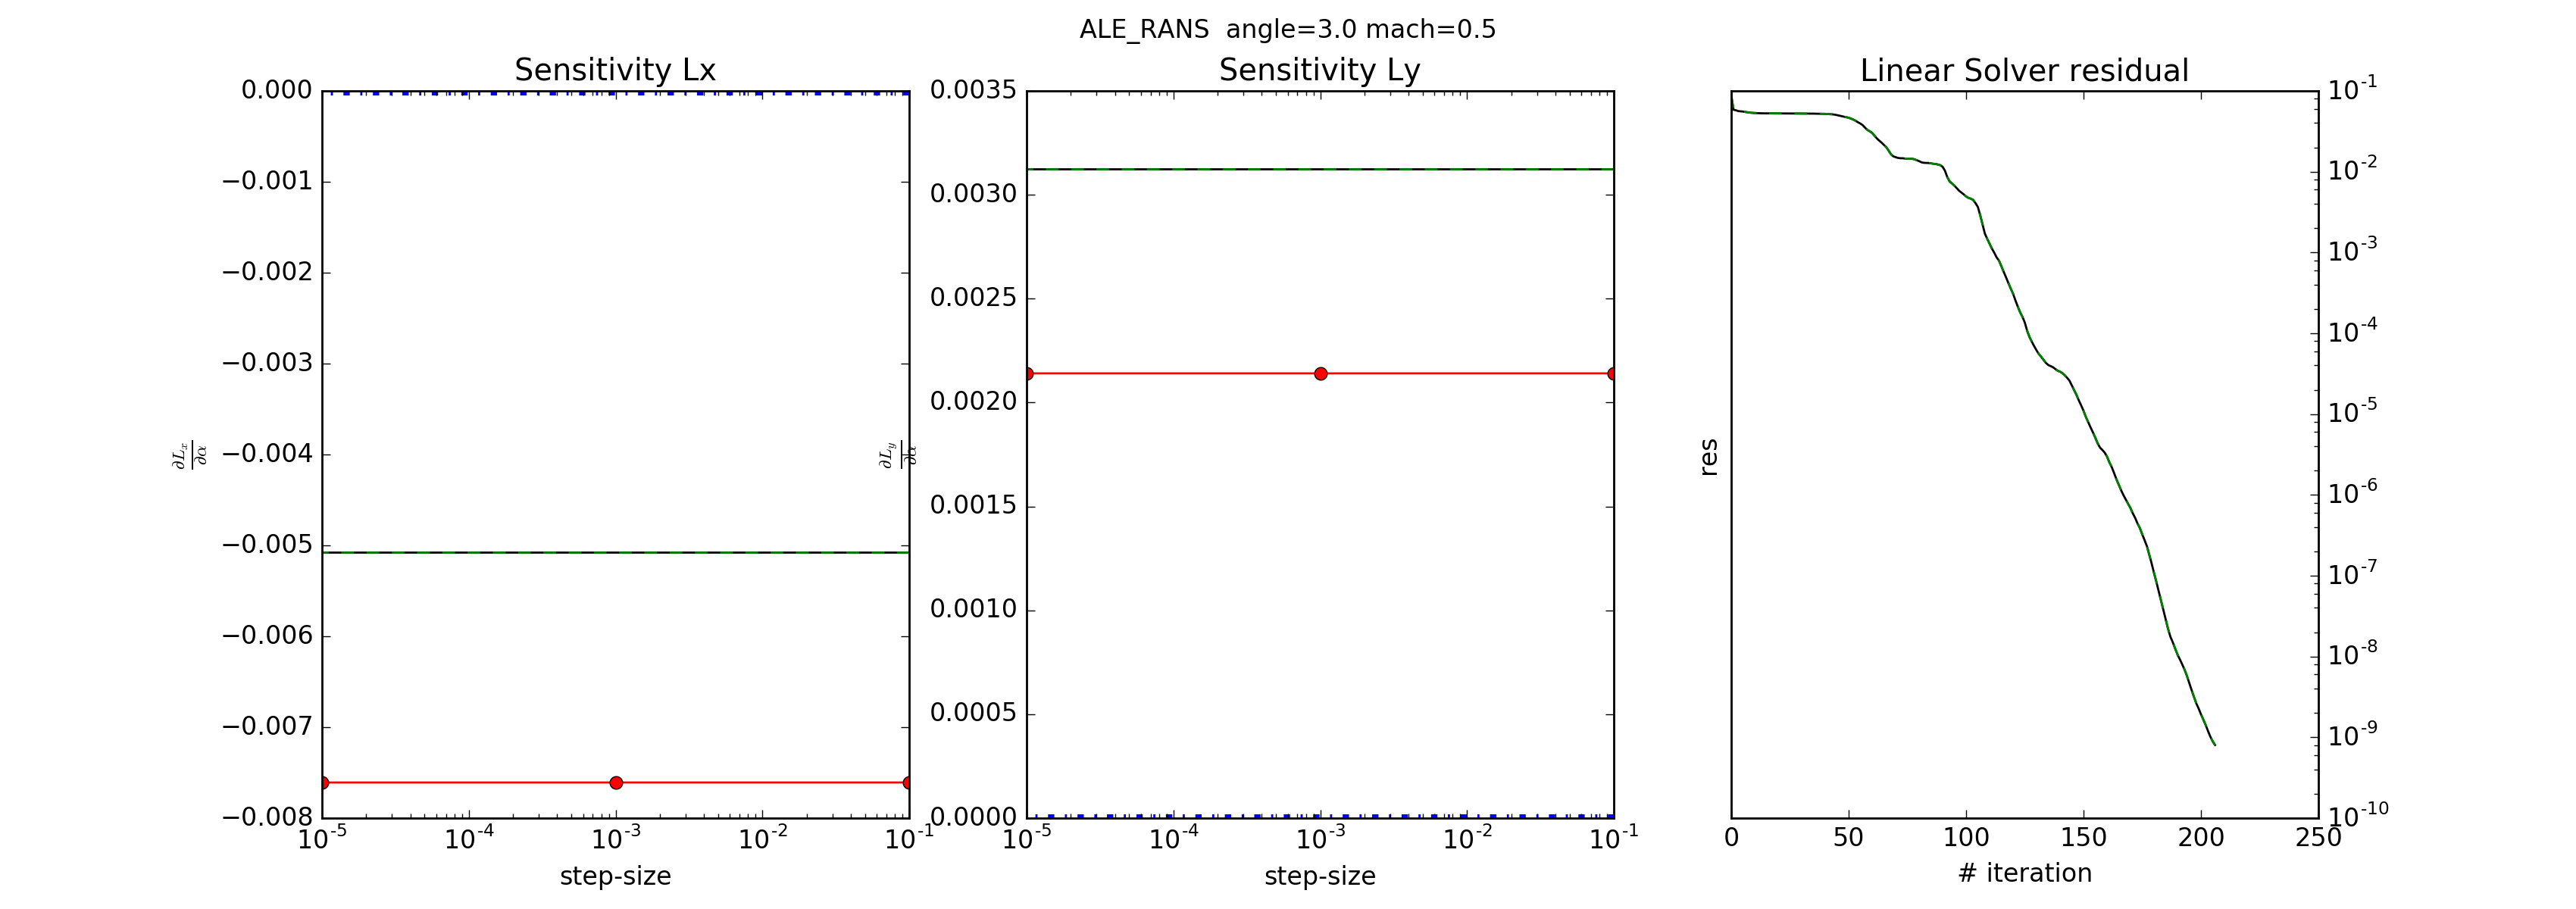 ALE_RANS angle=3.0 mach=0.5
Sensitivity Lx
0.000
−0.001
−0.002
−0.003
−0.004
−0.005
−0.006
−0.007
−0.008
∂Lx/∂α
10^-5 10^-4 10^-3 10^-2 10^-1
step-size
Sensitivity Ly
0.0035
0.0030
0.0025
0.0020
0.0015
0.0010
0.0005
0.0000
∂Ly/∂α
10^-5 10^-4 10^-3 10^-2 10^-1
step-size
Linear Solver residual
res
10^-1
10^-2
10^-3
10^-4
10^-5
10^-6
10^-7
10^-8
10^-9
10^-10
0 50 100 150 200 250
# iteration